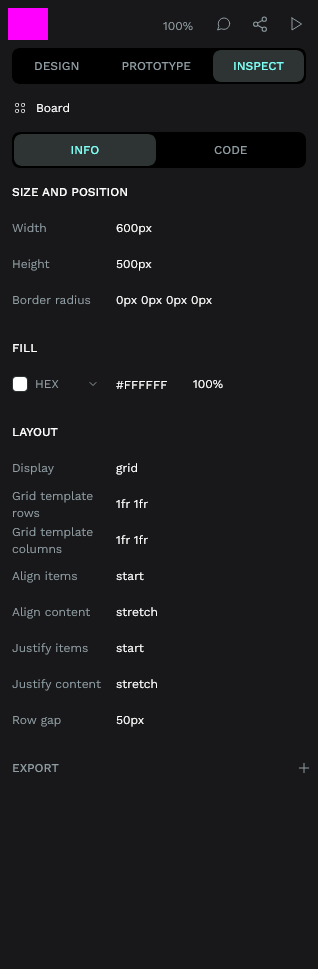 100%
DESIGN PROTOTYPE INSPECT
Board
INFO CODE
SIZE AND POSITION
Width 600px
Height 500px
Border radius 0px 0px 0px 0px
FILL
HEX #FFFFFF 100%
LAYOUT
Display grid
Grid template
rows 1fr 1fr
Grid template
columns 1fr 1fr
Align items start
Align content stretch
Justify items start
Justify content stretch
Row gap 50px
EXPORT